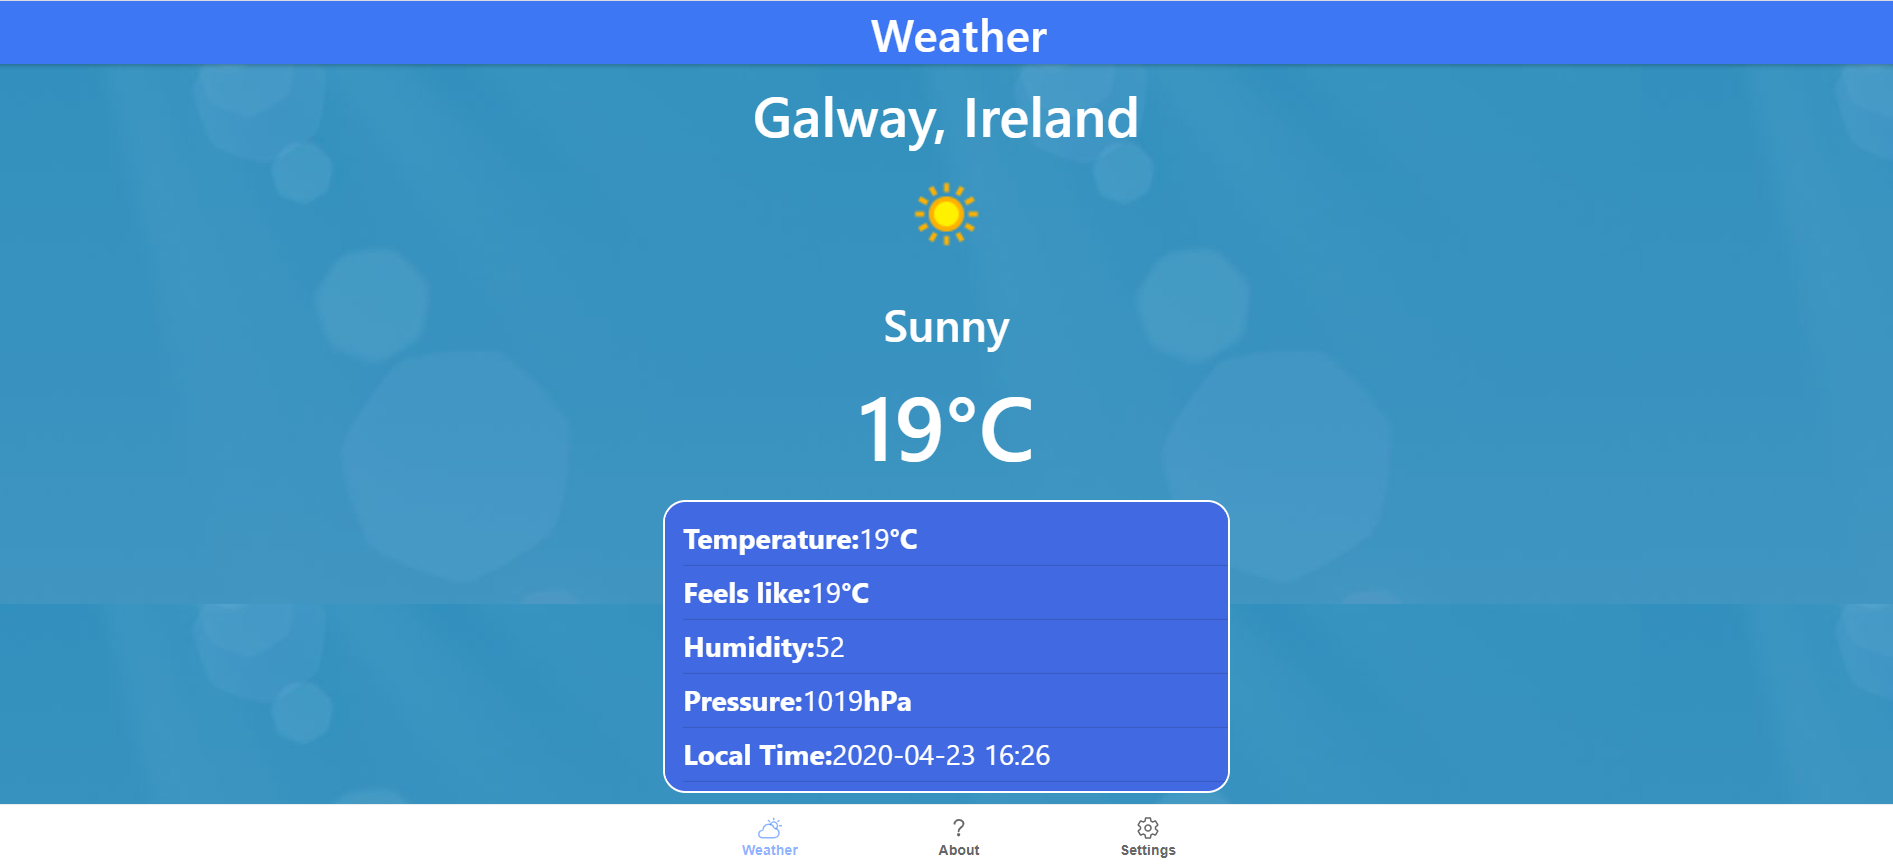 Weather
Galway, Ireland
Sunny
19°C
Temperature:19°C
Feels like:19°C
Humidity:52
Pressure:1019hPa
Local Time:2020-04-23 16:26
Weather
About
Settings